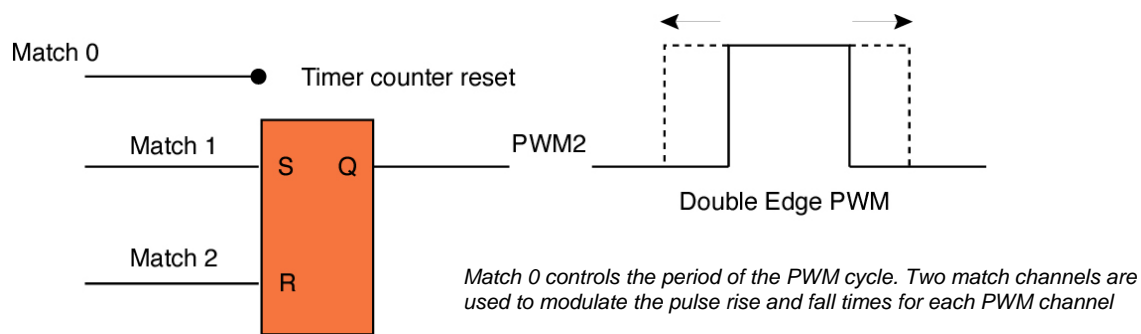 Match 0
Timer counter reset
Match 1
S Q
PWM2
Double Edge PWM
Match 2
R
Match 0 controls the period of the PWM cycle. Two match channels are
used to modulate the pulse rise and fall times for each PWM channel